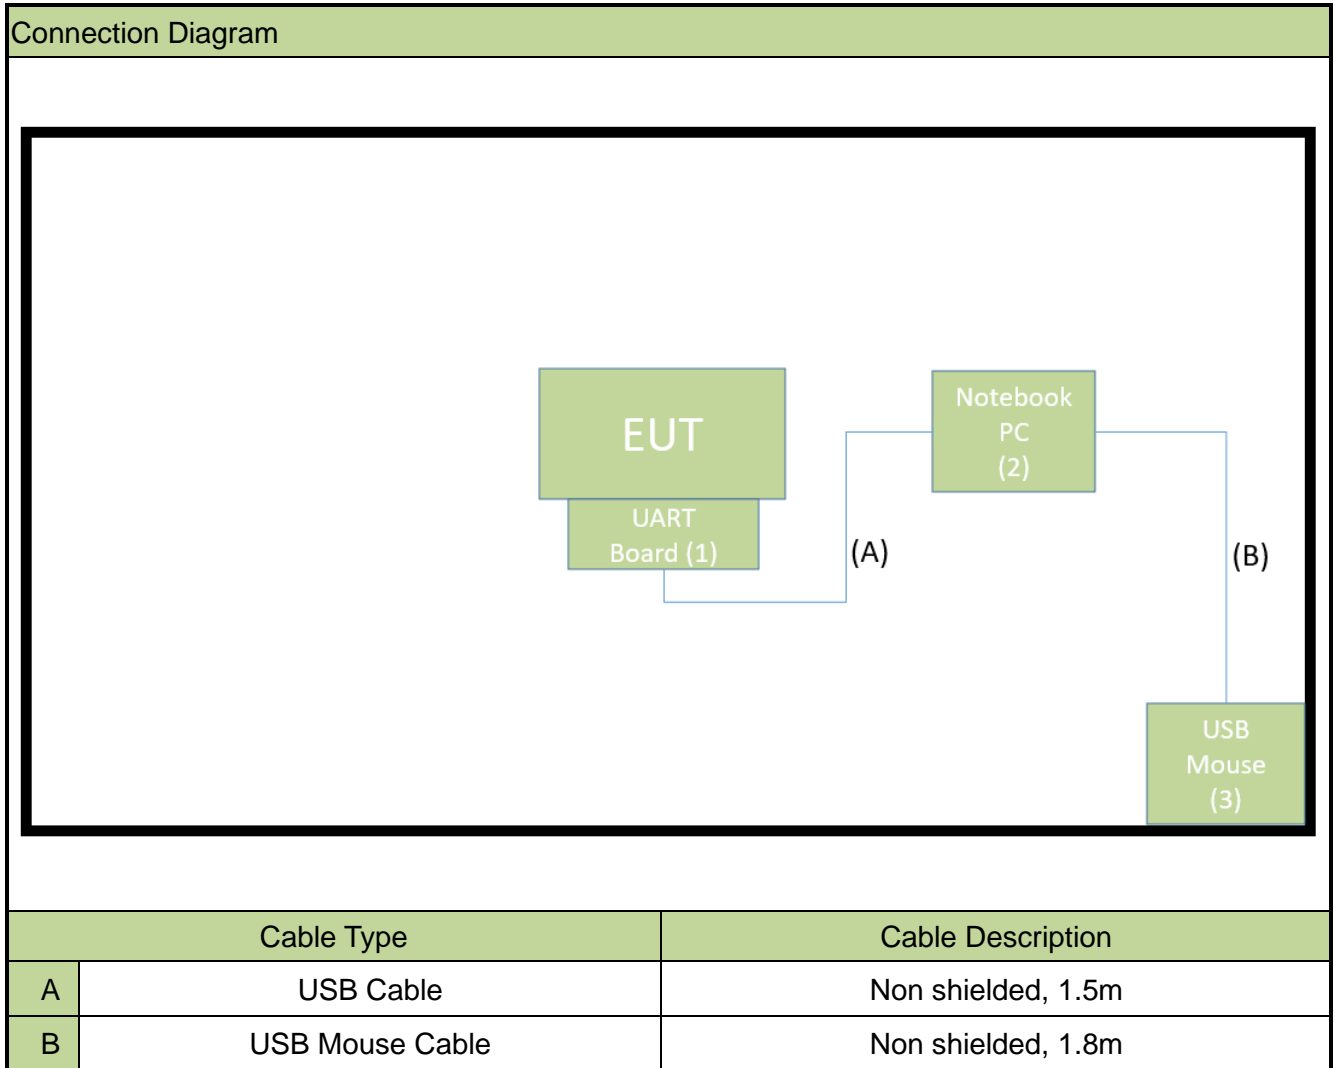 Connection Diagram
EUT
UART
Board (1)
(A)
Notebook
PC
(2)
(B)
USB
Mouse
(3)
Cable Type Cable Description
A USB Cable Non shielded, 1.5m
B USB Mouse Cable Non shielded, 1.8m